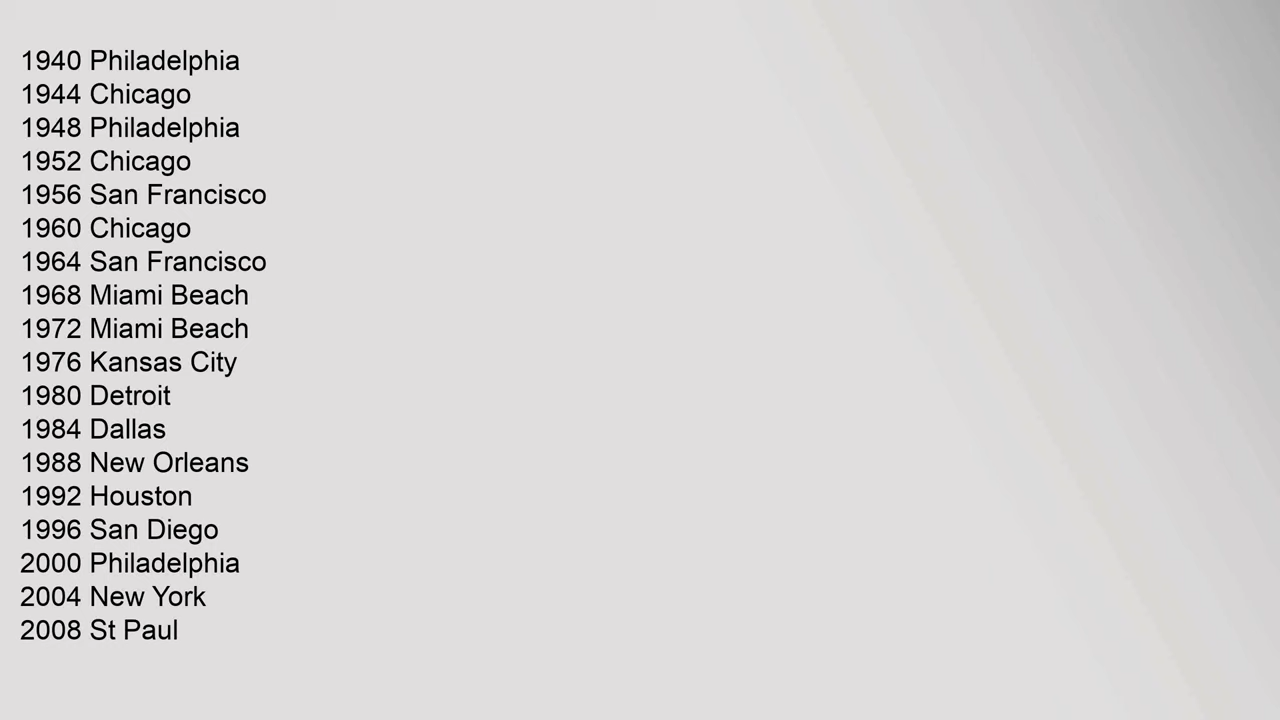 1940 Philadelphia
1944 Chicago
1948 Philadelphia
1952 Chicago
1956 San Francisco
1960 Chicago
1964 San Francisco
1968 Miami Beach
1972 Miami Beach
1976 Kansas City
1980 Detroit
1984 Dallas
1988 New Orleans
1992 Houston
1996 San Diego
2000 Philadelphia
2004 New York
2008 St Paul